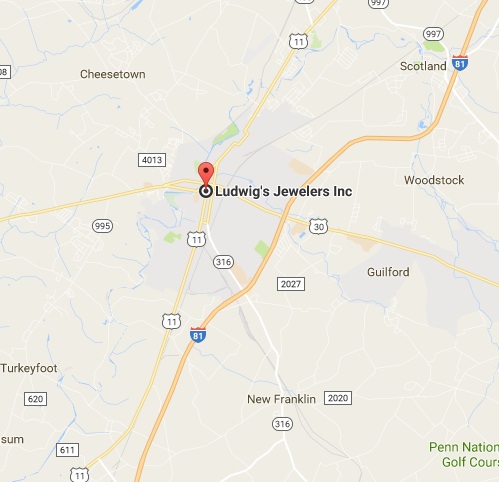 997
997
11
08
Cheesetown
Scotland
81
4013
Ludwig's Jewelers Inc
Woodstock
995
11
30
316
Guilford
2027
11
81
Turkeyfoot
620
New Franklin
2020
316
sum
611
11
Penn Nation
Golf Cours